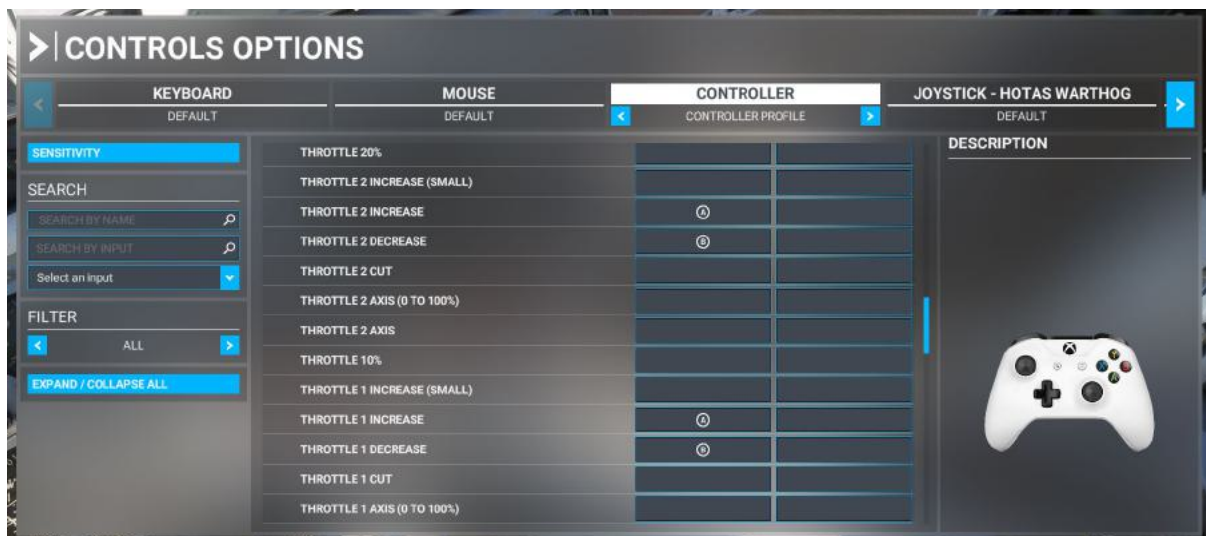 CONTROLS OPTIONS
KEYBOARD
DEFAULT
MOUSE
DEFAULT
CONTROLLER
CONTROLLER PROFILE
JOYSTICK - HOTAS WARTHOG
DEFAULT
SENSITIVITY
SEARCH
SEARCH BY NAME
SEARCH BY INPUT
Select an input
FILTER
ALL
EXPAND / COLLAPSE ALL
THROTTLE 20%
THROTTLE 2 INCREASE (SMALL)
THROTTLE 2 INCREASE A
THROTTLE 2 DECREASE B
THROTTLE 2 CUT
THROTTLE 2 AXIS (0 TO 100%)
THROTTLE 2 AXIS
THROTTLE 10%
THROTTLE 1 INCREASE (SMALL)
THROTTLE 1 INCREASE A
THROTTLE 1 DECREASE B
THROTTLE 1 CUT
THROTTLE 1 AXIS (0 TO 100%)
DESCRIPTION